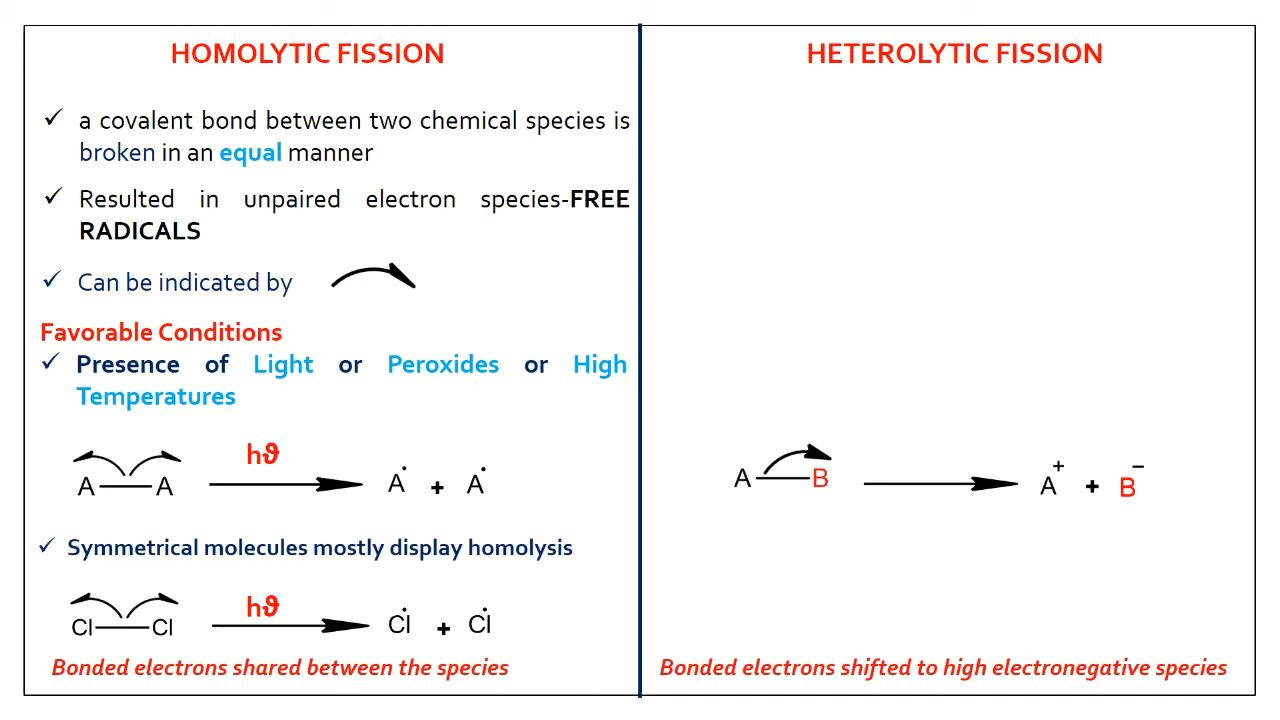 HOMOLYTIC FISSION
✓ a covalent bond between two chemical species is
broken in an equal manner
✓ Resulted in unpaired electron species-FREE
RADICALS
✓ Can be indicated by
Favorable Conditions
✓ Presence of Light or Peroxides or High
Temperatures
hϑ
A — A A˙ + A˙
✓ Symmetrical molecules mostly display homolysis
hϑ
Cl — Cl Cl˙ + Cl˙
Bonded electrons shared between the species
HETEROLYTIC FISSION
A — B A⁺ + B⁻
Bonded electrons shifted to high electronegative species